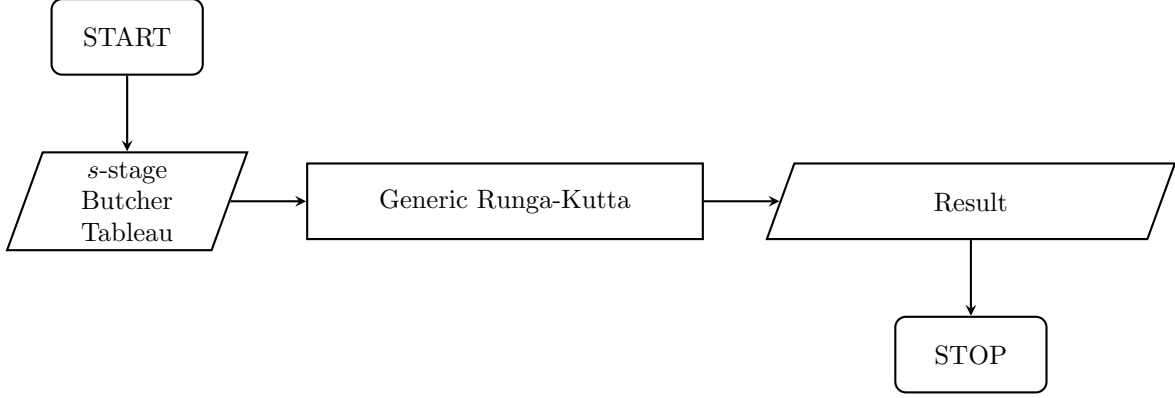 START
s-stage
Butcher
Tableau
Generic Runga-Kutta
Result
STOP